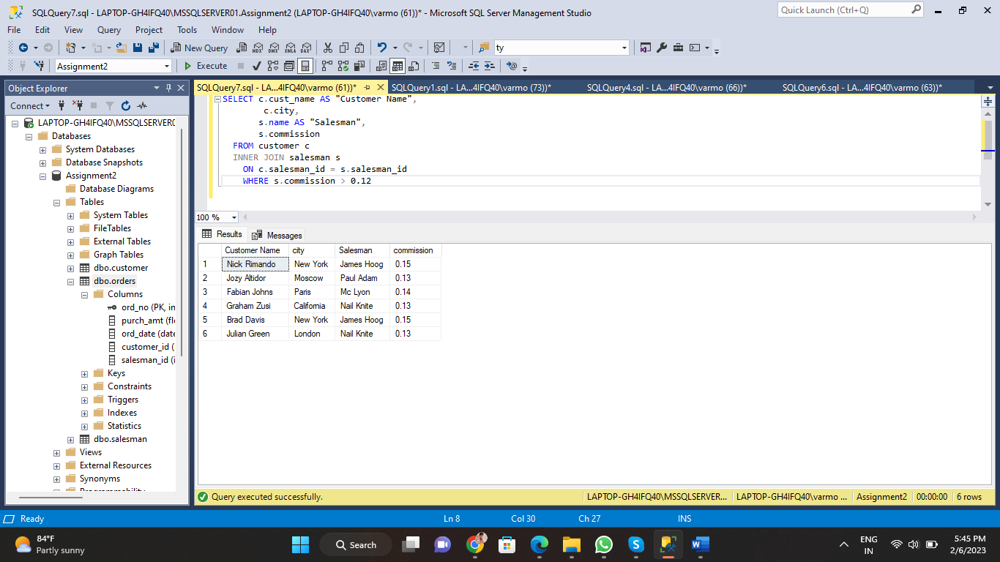 SQLQuery7.sql - LAPTOP-GH4IFQ40\MSSQLSERVER01.Assignment2 (LAPTOP-GH4IFQ40\varmo (61))* - Microsoft SQL Server Management Studio
Quick Launch (Ctrl+Q)
File Edit View Query Project Tools Window Help
New Query MDX DMX XMLA DAX ty
Assignment2 Execute
Object Explorer
SQLQuery7.sql - LA...4IFQ40\varmo (61))* SQLQuery1.sql - LA...4IFQ40\varmo (73))* SQLQuery4.sql - LA...4IFQ40\varmo (66))* SQLQuery6.sql - LA...4IFQ40\varmo (63))*
Connect
LAPTOP-GH4IFQ40\MSSQLSERVER0
Databases
System Databases
Database Snapshots
Assignment2
Database Diagrams
Tables
System Tables
FileTables
External Tables
Graph Tables
dbo.customer
dbo.orders
Columns
ord_no (PK, in
purch_amt (flo
ord_date (date
customer_id (
salesman_id (i
Keys
Constraints
Triggers
Indexes
Statistics
dbo.salesman
Views
External Resources
Synonyms
Programmability
SELECT c.cust_name AS "Customer Name",
c.city,
s.name AS "Salesman",
s.commission
FROM customer c
INNER JOIN salesman s
ON c.salesman_id = s.salesman_id
WHERE s.commission > 0.12
100 %
Results Messages
Customer Name city Salesman commission
1 Nick Rimando New York James Hoog 0.15
2 Jozy Altidor Moscow Paul Adam 0.13
3 Fabian Johns Paris Mc Lyon 0.14
4 Graham Zusi California Nail Knite 0.13
5 Brad Davis New York James Hoog 0.15
6 Julian Green London Nail Knite 0.13
Query executed successfully. LAPTOP-GH4IFQ40\MSSQLSERVER... LAPTOP-GH4IFQ40\varmo ... Assignment2 00:00:00 6 rows
Ready Ln 8 Col 30 Ch 27 INS
84°F
Partly sunny
Search
ENG
IN
5:45 PM
2/6/2023